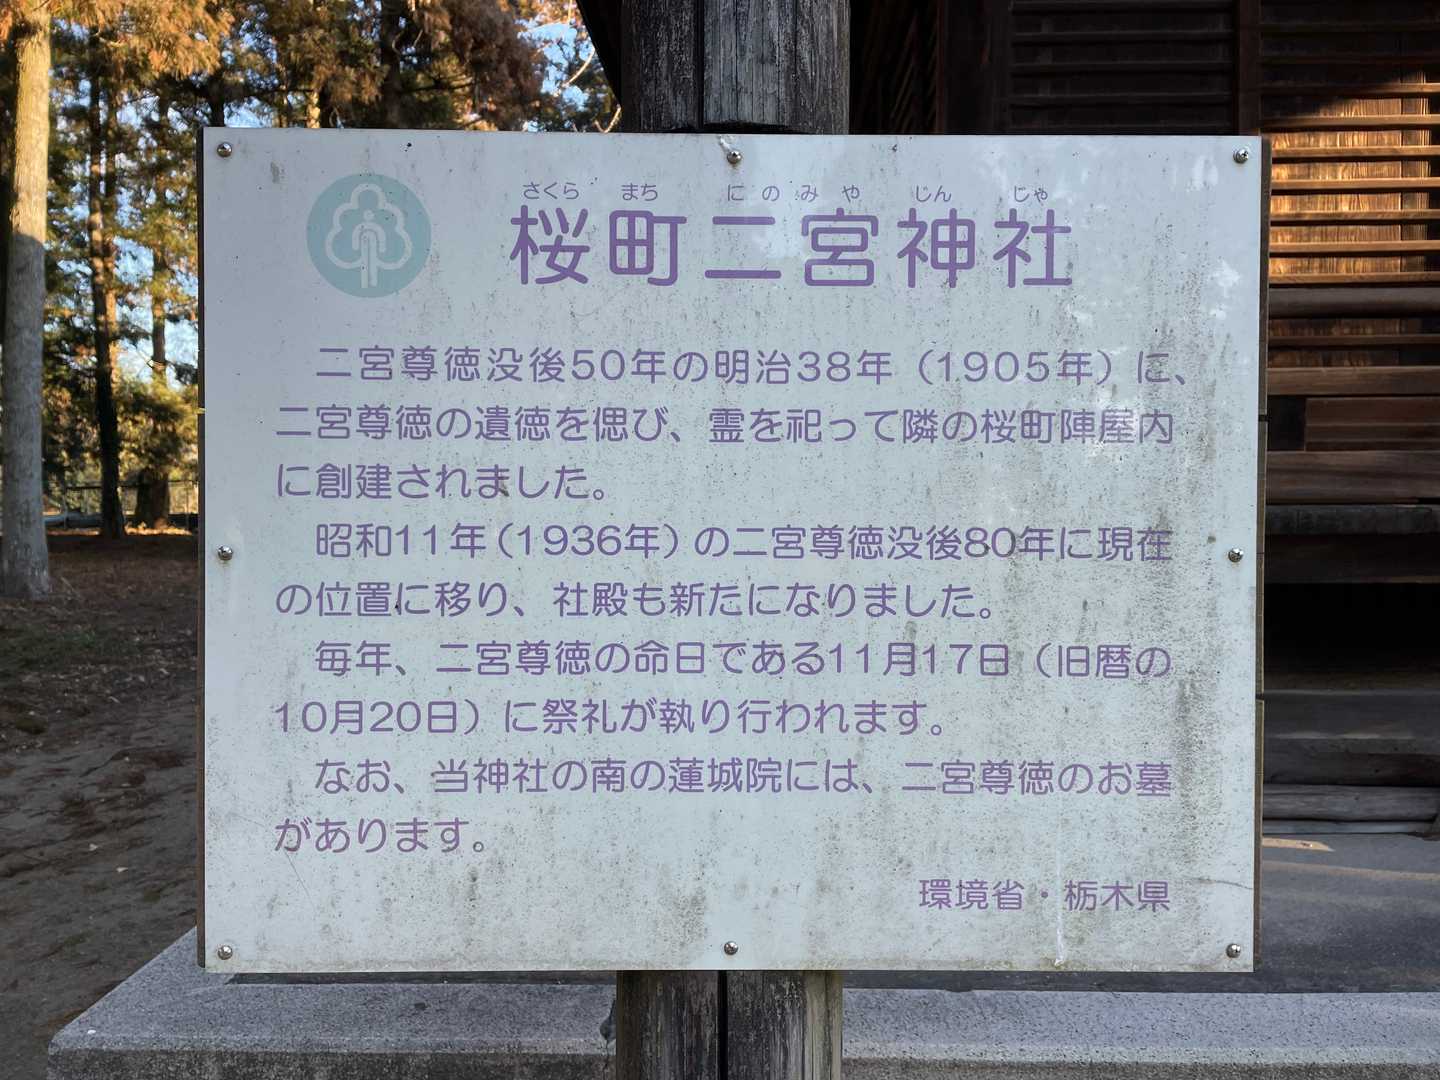 さくら まち にのみや じん じゃ
桜町二宮神社
二宮尊徳没後50年の明治38年（1905年）に、
二宮尊徳の遺徳を偲び、霊を祀って隣の桜町陣屋内
に創建されました。
昭和11年（1936年）の二宮尊徳没後80年に現在
の位置に移り、社殿も新たになりました。
毎年、二宮尊徳の命日である11月17日（旧暦の
10月20日）に祭礼が執り行われます。
なお、当神社の南の蓮城院には、二宮尊徳のお墓
があります。
環境省・栃木県